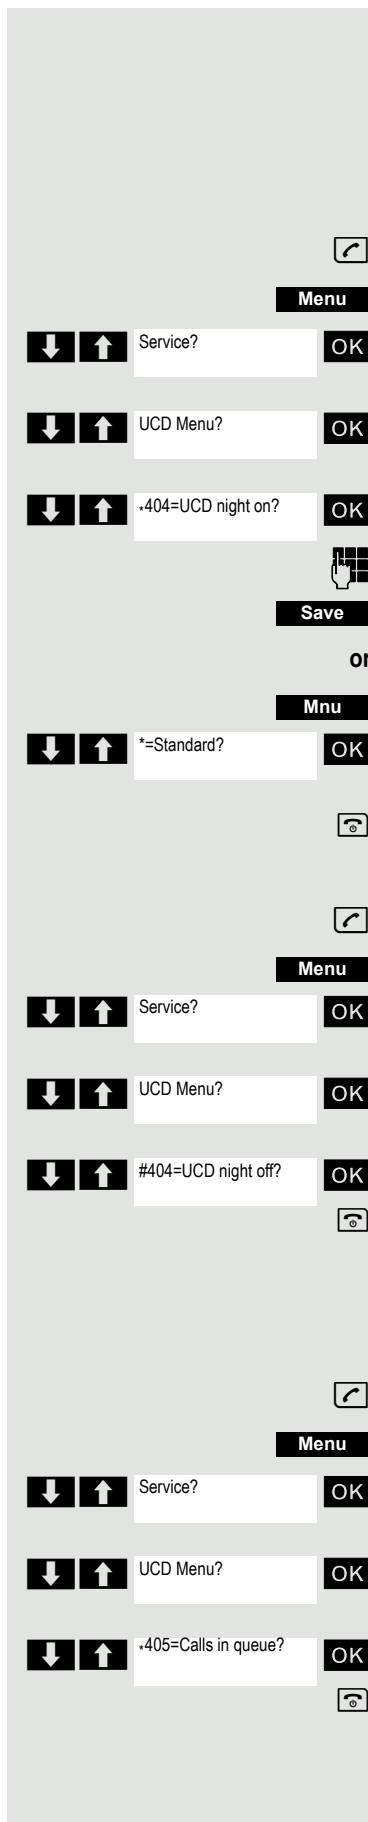 Menu
Service? OK
UCD Menu? OK
*404=UCD night on? OK
Save
or
Mnu
*=Standard? OK
Menu
Service? OK
UCD Menu? OK
#404=UCD night off? OK
Menu
Service? OK
UCD Menu? OK
*405=Calls in queue? OK